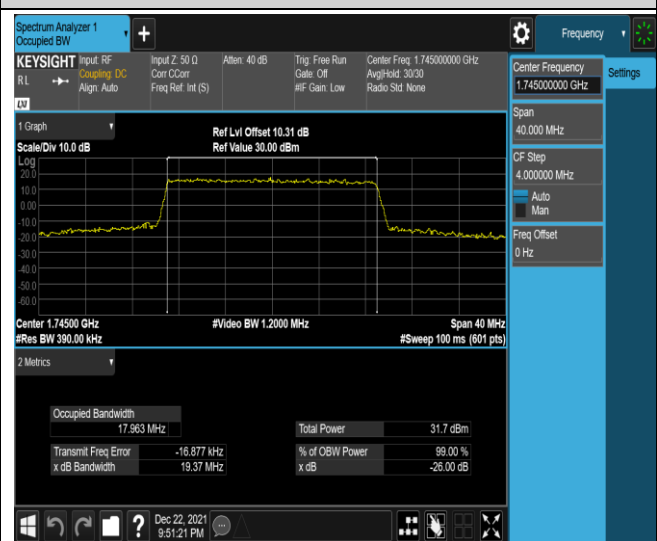 Spectrum Analyzer 1
Occupied BW
Frequency
KEYSIGHT
RL
LXI
Input: RF
Coupling: DC
Align: Auto
Input Z: 50 Ω
Corr CCorr
Freq Ref: Int (S)
Atten: 40 dB
Trig: Free Run
Gate: Off
#IF Gain: Low
Center Freq: 1.745000000 GHz
Avg|Hold: 30/30
Radio Std: None
Center Frequency
1.745000000 GHz
Settings
Span
40.000 MHz
CF Step
4.000000 MHz
Auto
Man
Freq Offset
0 Hz
1 Graph
Scale/Div 10.0 dB
Ref Lvl Offset 10.31 dB
Ref Value 30.00 dBm
Log
20.0
10.0
0.00
-10.0
-20.0
-30.0
-40.0
-50.0
-60.0
Center 1.74500 GHz
#Video BW 1.2000 MHz
Span 40 MHz
#Res BW 390.00 kHz
#Sweep 100 ms (601 pts)
2 Metrics
Occupied Bandwidth
17.963 MHz
Total Power 31.7 dBm
Transmit Freq Error -16.877 kHz
% of OBW Power 99.00 %
x dB Bandwidth 19.37 MHz
x dB -26.00 dB
?
Dec 22, 2021
9:51:21 PM